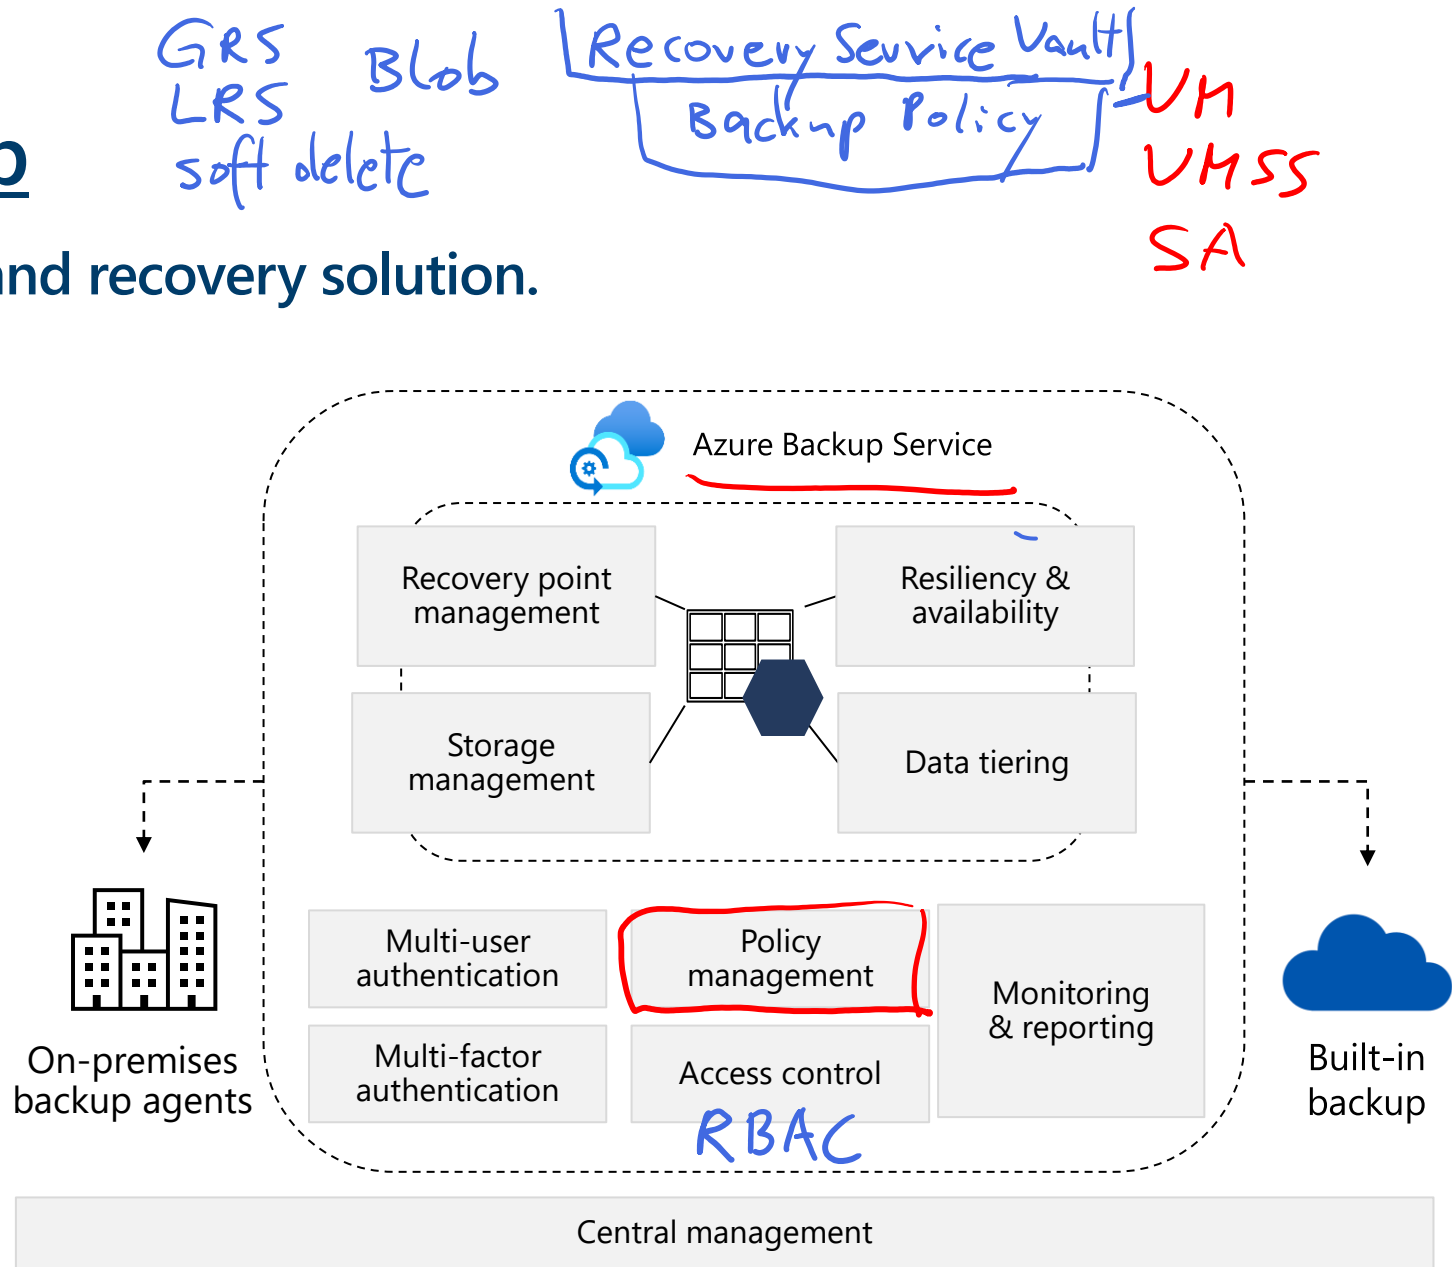 GRS
LRS
soft delete
Blob
Recovery Service Vault
Backup Policy
VM
VMSS
SA
p
and recovery solution.
Azure Backup Service
Recovery point
management
Resiliency &
availability
Storage
management
Data tiering
Multi-user
authentication
Policy
management
Monitoring
& reporting
Multi-factor
authentication
Access control
RBAC
On-premises
backup agents
Built-in
backup
Central management